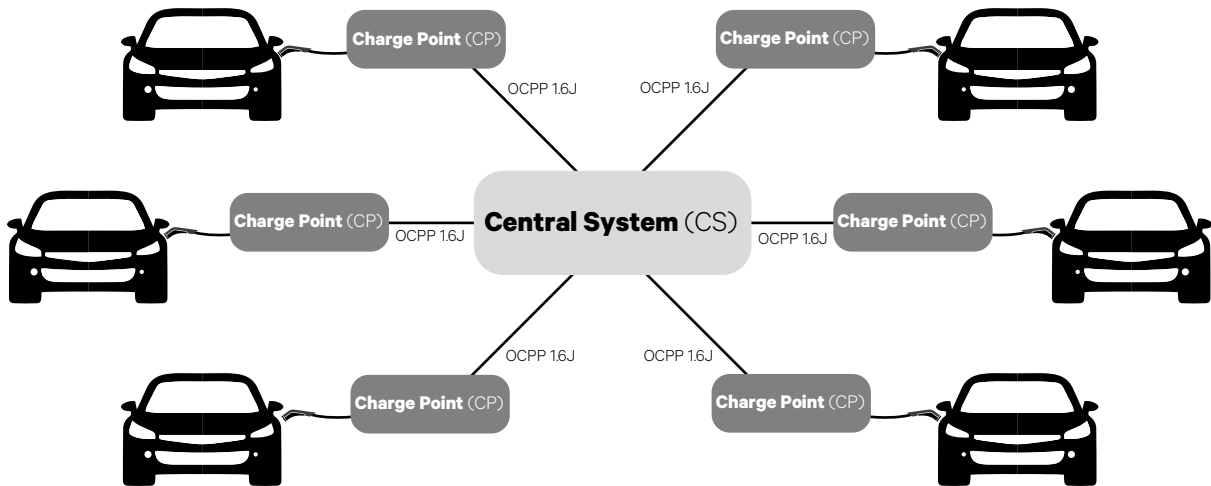 Charge Point (CP)
Charge Point (CP)
OCPP 1.6J
OCPP 1.6J
Charge Point (CP)
OCPP 1.6J
Central System (CS)
OCPP 1.6J
Charge Point (CP)
OCPP 1.6J
OCPP 1.6J
Charge Point (CP)
Charge Point (CP)